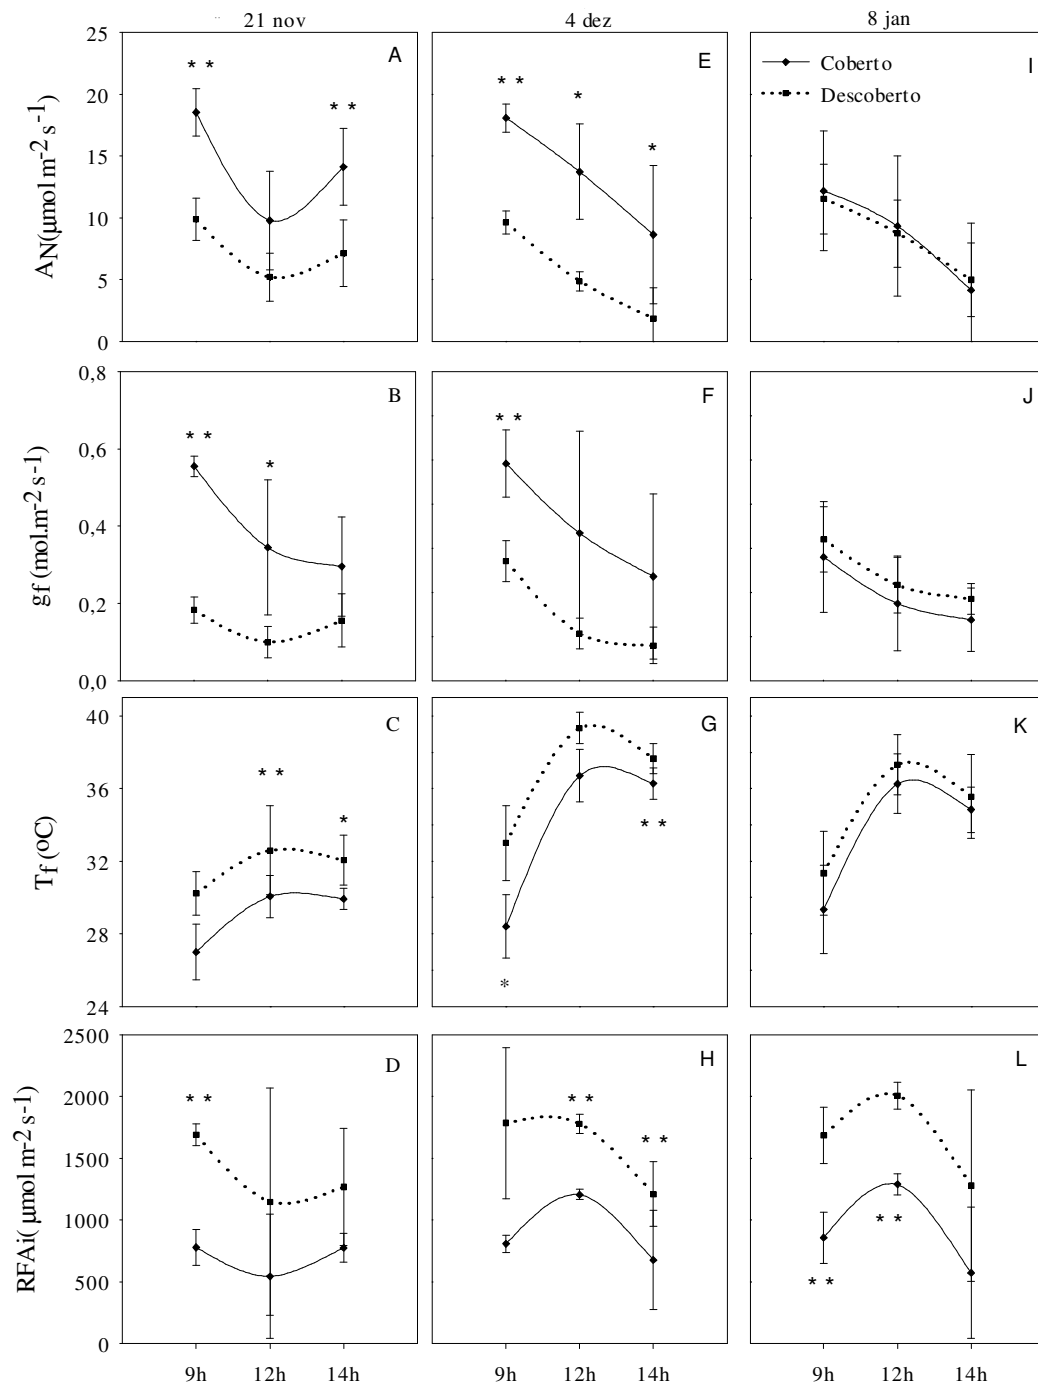 21 nov
4 dez
8 jan
25
20
15
10
5
0
AN(µmol m-2 s-1)
A
* *
* *
E
* *
*
*
I
Coberto
Descoberto
0,8
0,6
0,4
0,2
0,0
gf (mol.m-2 s-1)
B
* *
*
F
* *
J
40
36
32
28
24
Tf (oC)
C
* *
*
G
* *
*
K
2500
2000
1500
1000
500
0
RFAi( µmol m-2 s-1)
D
* *
H
* *
* *
L
* *
* *
9h 12h 14h
9h 12h 14h
9h 12h 14h